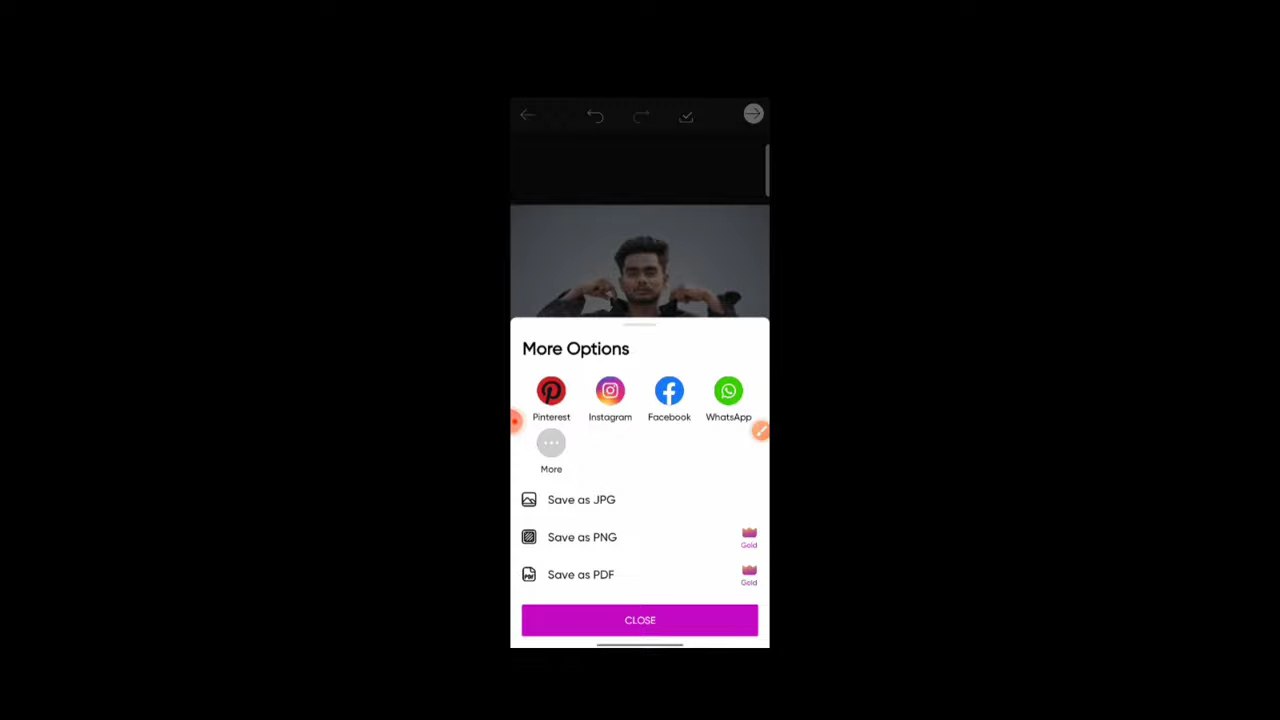 More Options
Pinterest Instagram Facebook WhatsApp
More
Save as JPG
Save as PNG Gold
PDF Save as PDF Gold
CLOSE